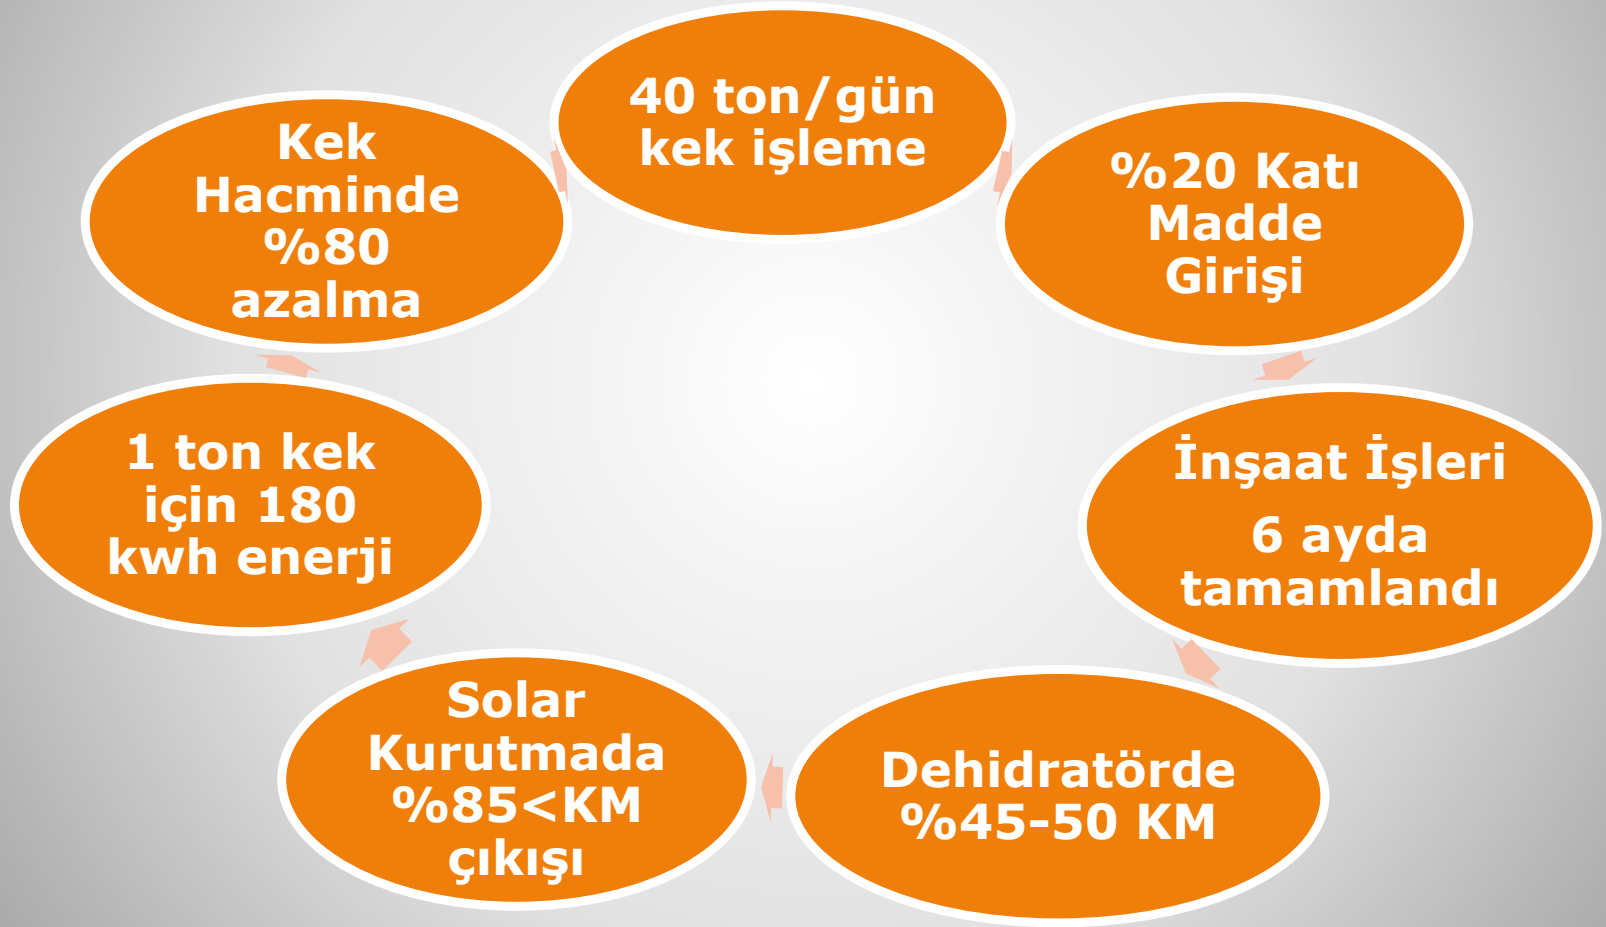 40 ton/gün
kek işleme
%20 Katı
Madde
Girişi
İnşaat İşleri
6 ayda
tamamlandı
Dehidratörde
%45-50 KM
Solar
Kurutmada
%85<KM
çıkışı
1 ton kek
için 180
kwh enerji
Kek
Hacminde
%80
azalma